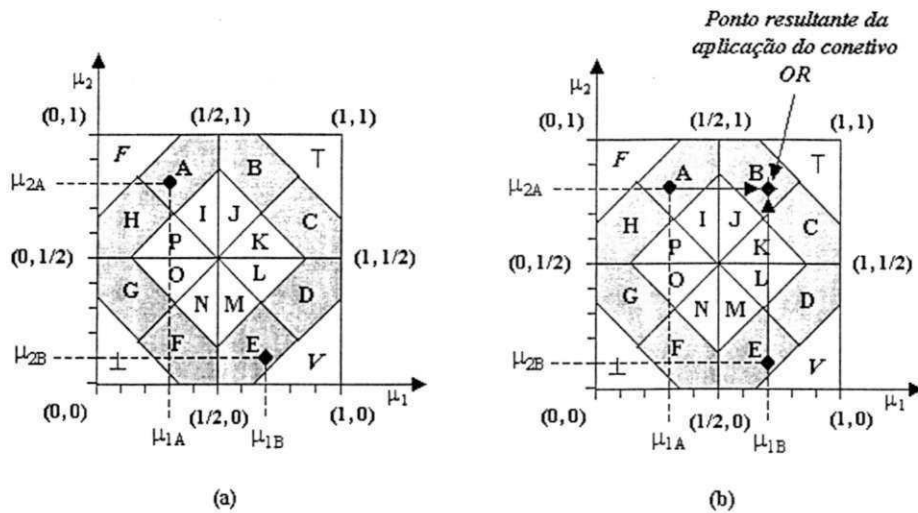 Ponto resultante da
aplicação do conetivo
OR
μ₂
(0, 1) (1/2, 1) (1, 1)
F A B ⊤
μ₂A
H I J C
P K
(0, 1/2) (1, 1/2)
O L
G N M D
μ₂B
F E
⊥ V
μ₁
(0, 0) (1/2, 0) (1, 0)
μ₁A μ₁B
(a)
μ₂
(0, 1) (1/2, 1) (1, 1)
F A B ⊤
μ₂A
H I J C
P K
(0, 1/2) (1, 1/2)
O L
G N M D
μ₂B
F E
⊥ V
μ₁
(0, 0) (1/2, 0) (1, 0)
μ₁A μ₁B
(b)